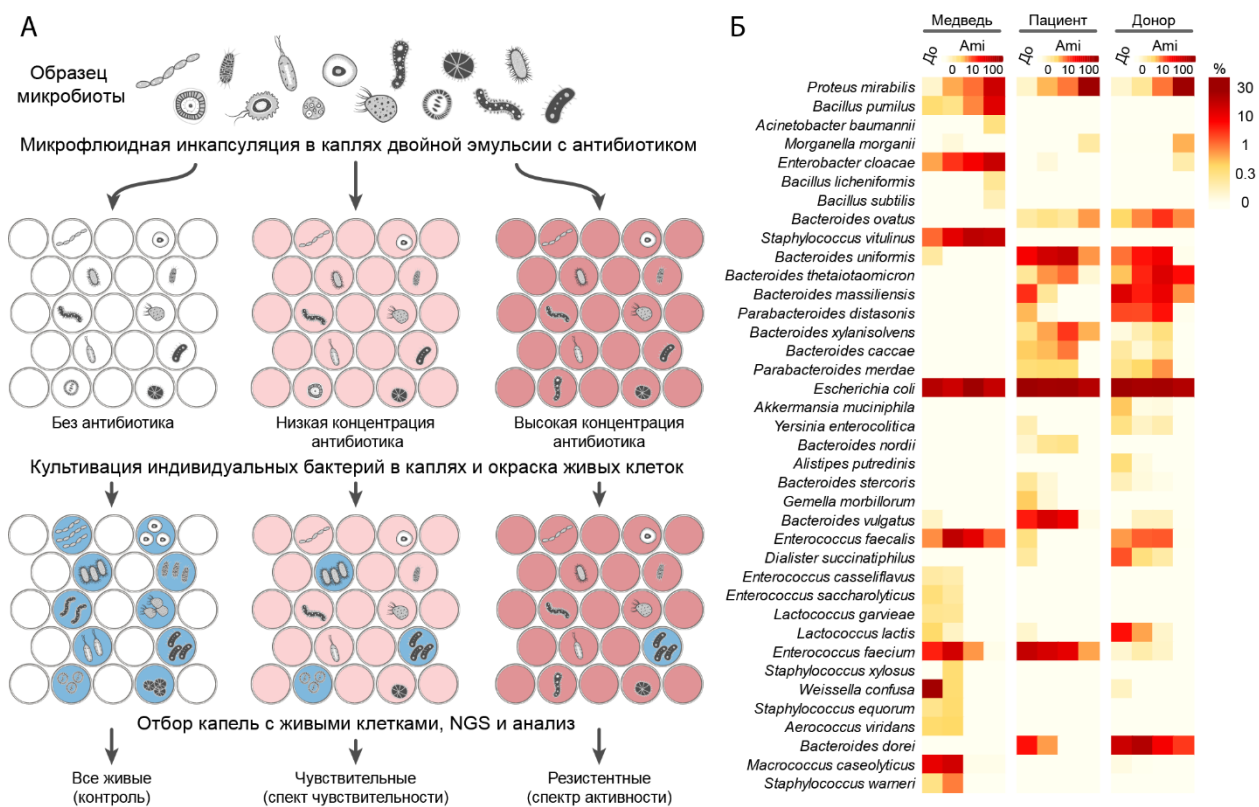 А
Образец
микробиоты
Микрофлюидная инкапсуляция в каплях двойной эмульсии с антибиотиком
Без антибиотика
Низкая концентрация
антибиотика
Высокая концентрация
антибиотика
Культивация индивидуальных бактерий в каплях и окраска живых клеток
Отбор капель с живыми клетками, NGS и анализ
Все живые
(контроль)
Чувствительные
(спект чувствительности)
Резистентные
(спектр активности)
Б
Медведь Пациент Донор
До Ami До Ami До Ami
0 10 100 0 10 100 0 10 100
%
30
10
1
0.3
0
Proteus mirabilis
Bacillus pumilus
Acinetobacter baumannii
Morganella morganii
Enterobacter cloacae
Bacillus licheniformis
Bacillus subtilis
Bacteroides ovatus
Staphylococcus vitulinus
Bacteroides uniformis
Bacteroides thetaiotaomicron
Bacteroides massiliensis
Parabacteroides distasonis
Bacteroides xylanisolvens
Bacteroides caccae
Parabacteroides merdae
Escherichia coli
Akkermansia muciniphila
Yersinia enterocolitica
Bacteroides nordii
Alistipes putredinis
Bacteroides stercoris
Gemella morbillorum
Bacteroides vulgatus
Enterococcus faecalis
Dialister succinatiphilus
Enterococcus casseliflavus
Enterococcus saccharolyticus
Lactococcus garvieae
Lactococcus lactis
Enterococcus faecium
Staphylococcus xylosus
Weissella confusa
Staphylococcus equorum
Aerococcus viridans
Bacteroides dorei
Macrococcus caseolyticus
Staphylococcus warneri